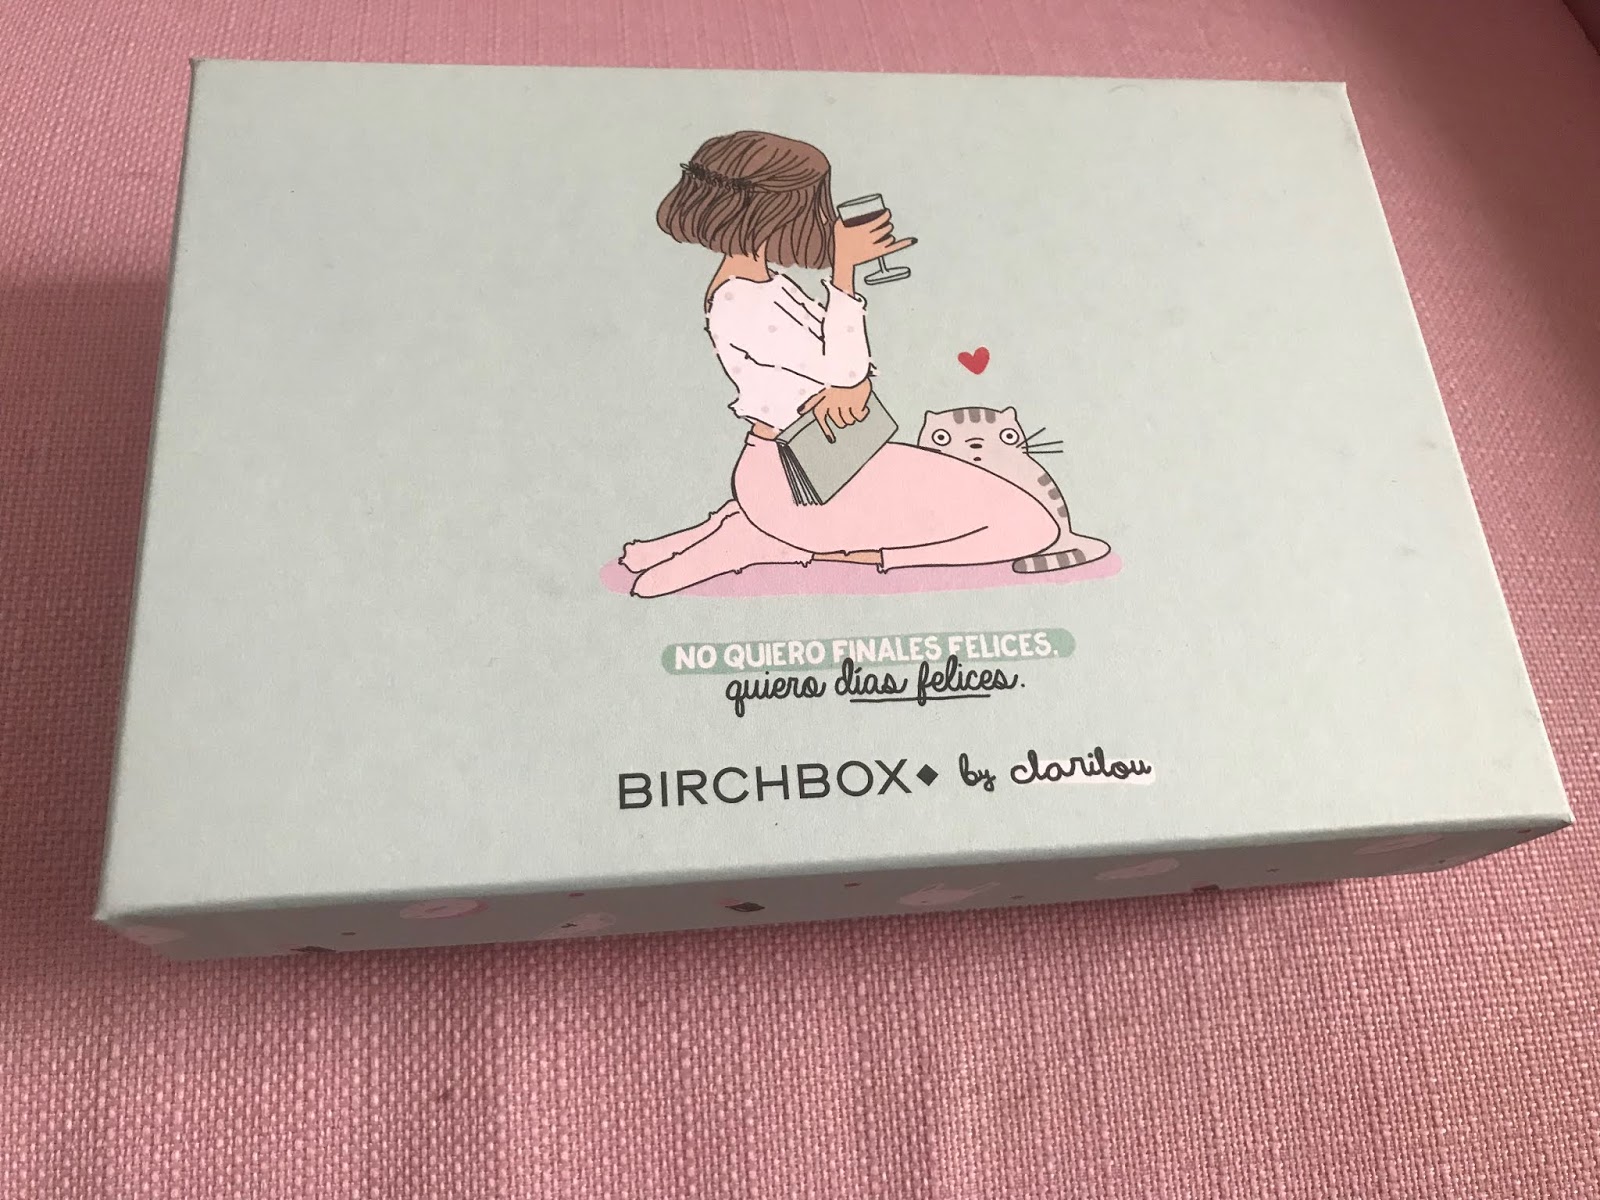 NO QUIERO FINALES FELICES.
quiero días felices.
BIRCHBOX◆ by clarilou